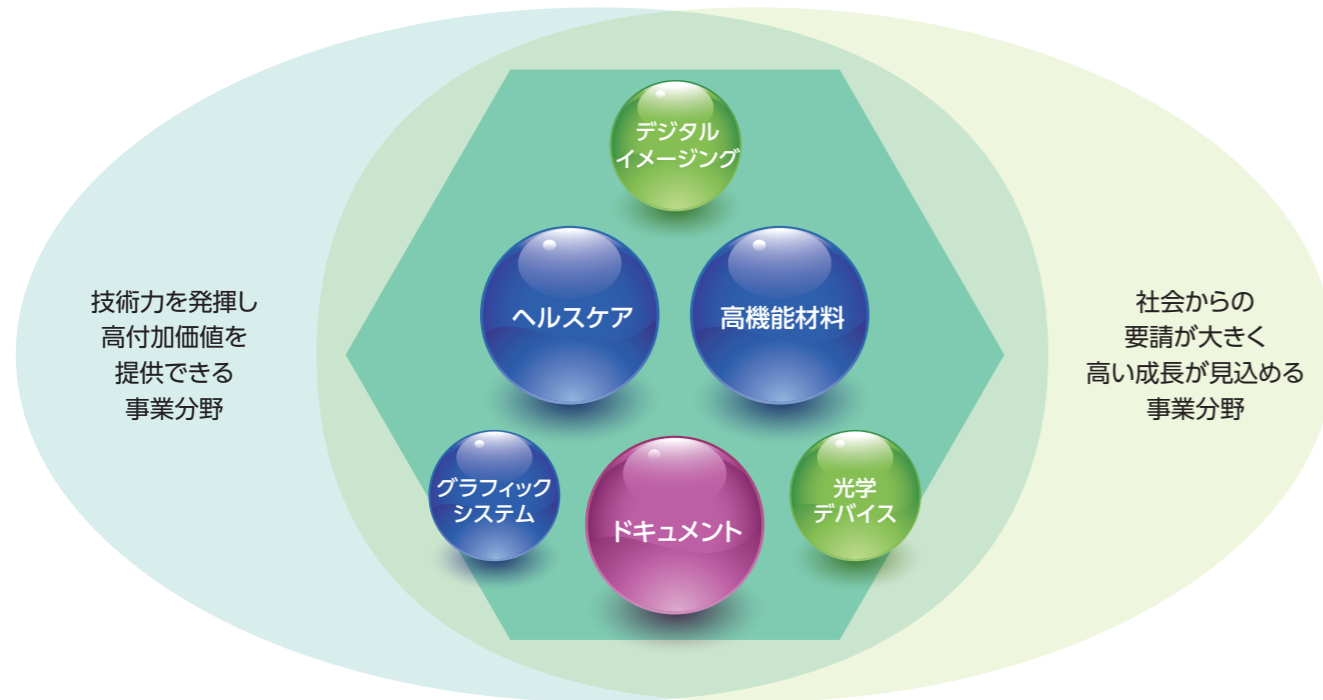 デジタル
イメージング
ヘルスケア
高機能材料
技術力を発揮し
高付加価値を
提供できる
事業分野
社会からの
要請が大きく
高い成長が見込める
事業分野
グラフィック
システム
ドキュメント
光学
デバイス